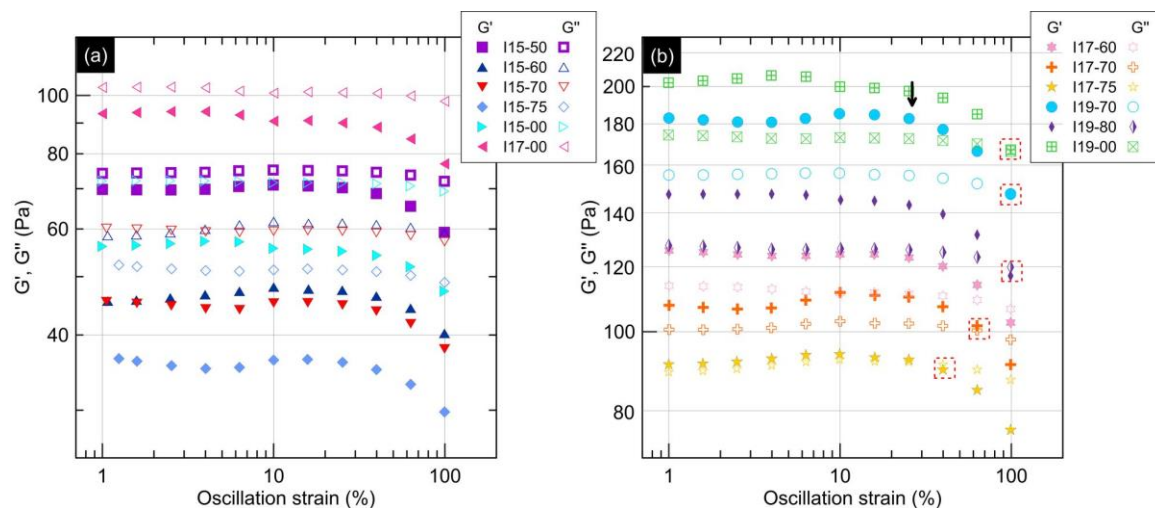 (a)
G' G"
I15-50
I15-60
I15-70
I15-75
I15-00
I17-00
100
80
60
40
G', G" (Pa)
1 10 100
Oscillation strain (%)
(b)
G' G"
I17-60
I17-70
I17-75
I19-70
I19-80
I19-00
220
200
180
160
140
120
100
80
G', G" (Pa)
1 10 100
Oscillation strain (%)